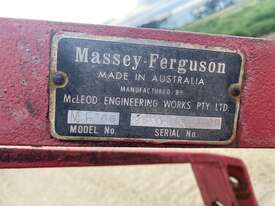 Massey-Ferguson
MADE IN AUSTRALIA
MANUFACTURED BY
McLEOD ENGINEERING WORKS PTY LTD.
MODEL No. SERIAL No.